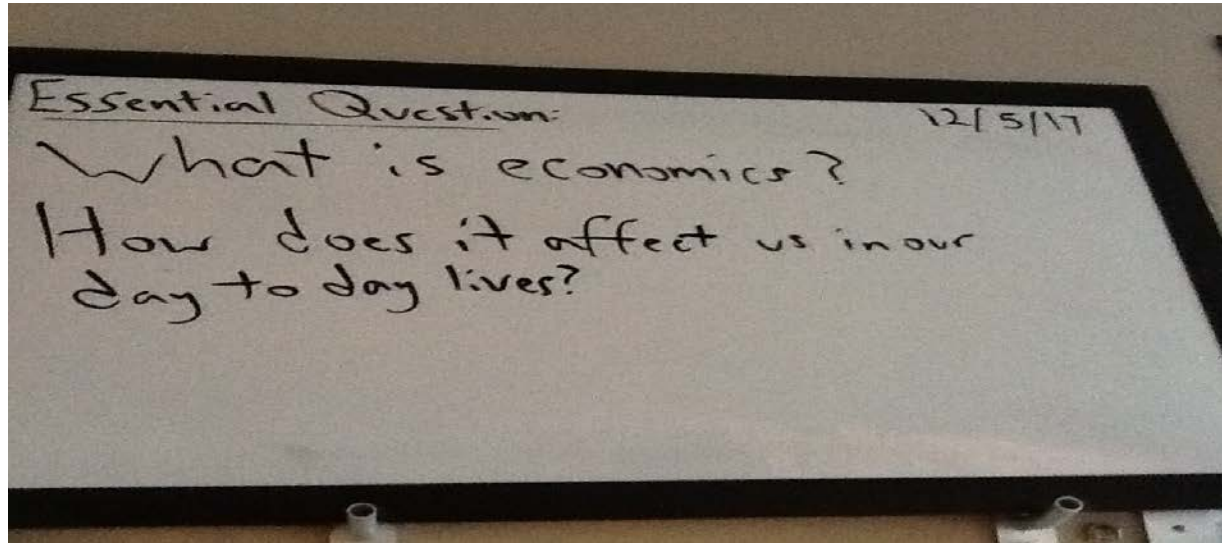 Essential Question: 12/5/17
What is economics?
How does it affect us in our
day to day lives?